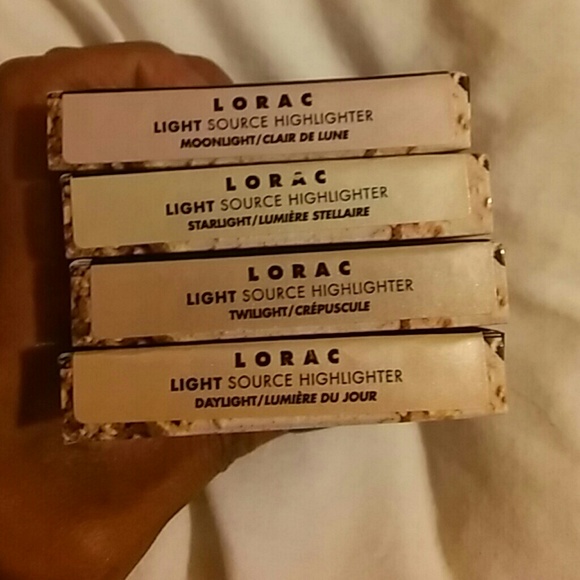 LORAC
LIGHT SOURCE HIGHLIGHTER
MOONLIGHT/CLAIR DE LUNE
LORAC
LIGHT SOURCE HIGHLIGHTER
STARLIGHT/LUMIÈRE STELLAIRE
LORAC
LIGHT SOURCE HIGHLIGHTER
TWILIGHT/CRÉPUSCULE
LORAC
LIGHT SOURCE HIGHLIGHTER
DAYLIGHT/LUMIÈRE DU JOUR